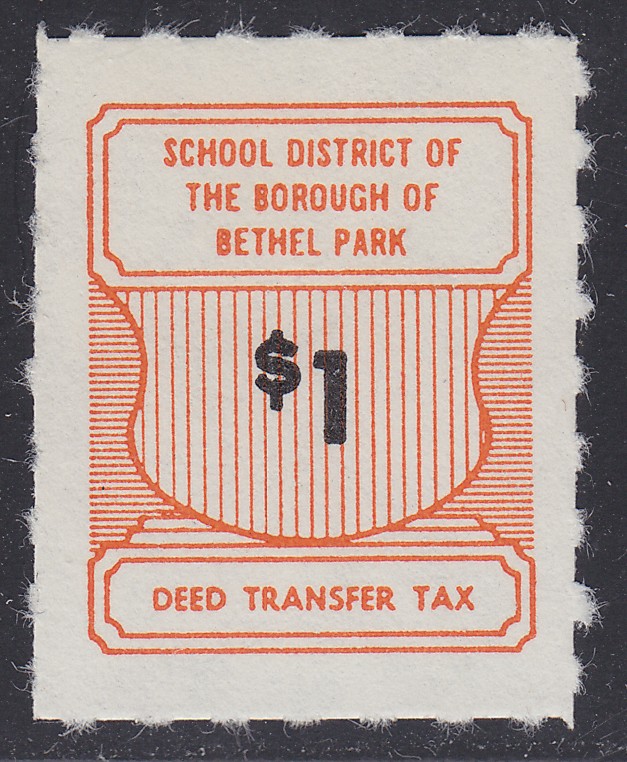 SCHOOL DISTRICT OF
THE BOROUGH OF
BETHEL PARK
$1
DEED TRANSFER TAX